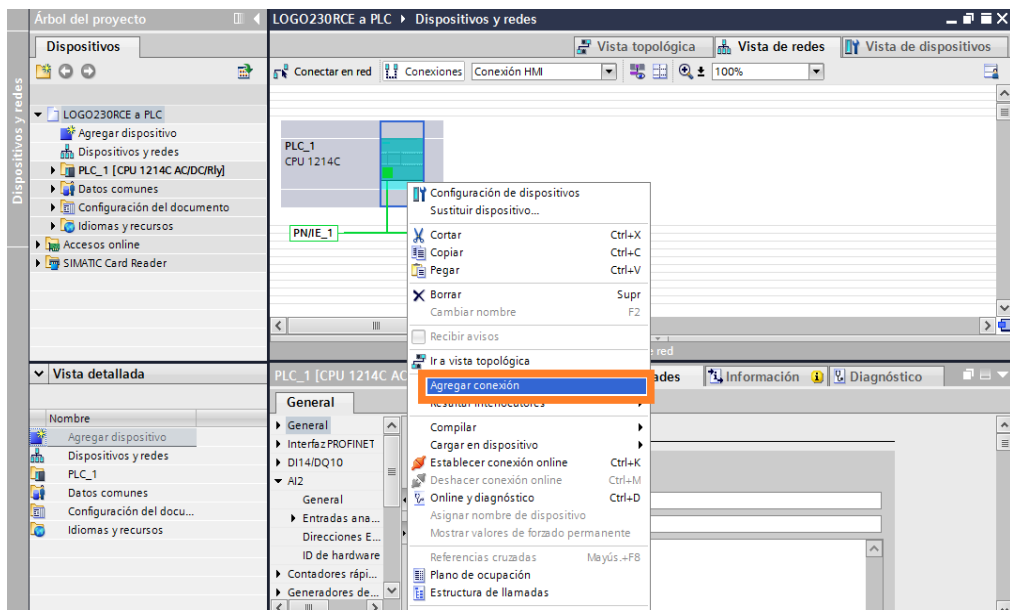 Árbol del proyecto
LOGO230RCE a PLC ▸ Dispositivos y redes
Dispositivos
Vista topológica
Vista de redes
Vista de dispositivos
Conectar en red
Conexiones
Conexión HMI
100%
Dispositivos y redes
LOGO230RCE a PLC
Agregar dispositivo
Dispositivos y redes
PLC_1 [CPU 1214C AC/DC/Rly]
Datos comunes
Configuración del documento
Idiomas y recursos
Accesos online
SIMATIC Card Reader
PLC_1
CPU 1214C
PN/IE_1
Configuración de dispositivos
Sustituir dispositivo...
Cortar Ctrl+X
Copiar Ctrl+C
Pegar Ctrl+V
Borrar Supr
Cambiar nombre F2
Recibir avisos
Ir a vista topológica
Agregar conexión
Resaltar interlocutores
Compilar
Cargar en dispositivo
Establecer conexión online Ctrl+K
Deshacer conexión online Ctrl+M
Online y diagnóstico Ctrl+D
Asignar nombre de dispositivo
Mostrar valores de forzado permanente
Referencias cruzadas Mayús.+F8
Plano de ocupación
Estructura de llamadas
red
Vista detallada
Nombre
Agregar dispositivo
Dispositivos y redes
PLC_1
Datos comunes
Configuración del docu...
Idiomas y recursos
PLC_1 [CPU 1214C AC
ades
Información
Diagnóstico
General
General
Interfaz PROFINET
DI14/DQ10
AI2
General
Entradas ana...
Direcciones E...
ID de hardware
Contadores rápi...
Generadores de...